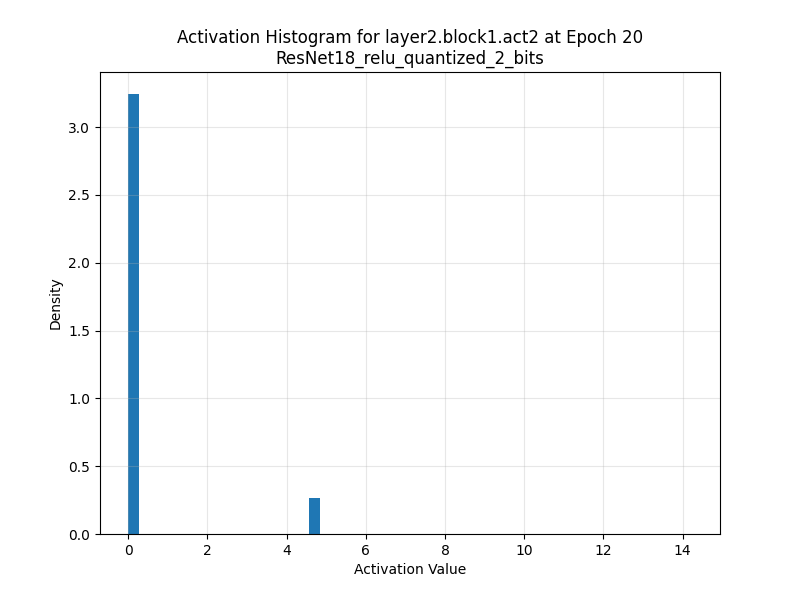 Activation Histogram for layer2.block1.act2 at Epoch 20
ResNet18_relu_quantized_2_bits
3.0
2.5
2.0
1.5
1.0
0.5
0.0
Density
0 2 4 6 8 10 12 14
Activation Value